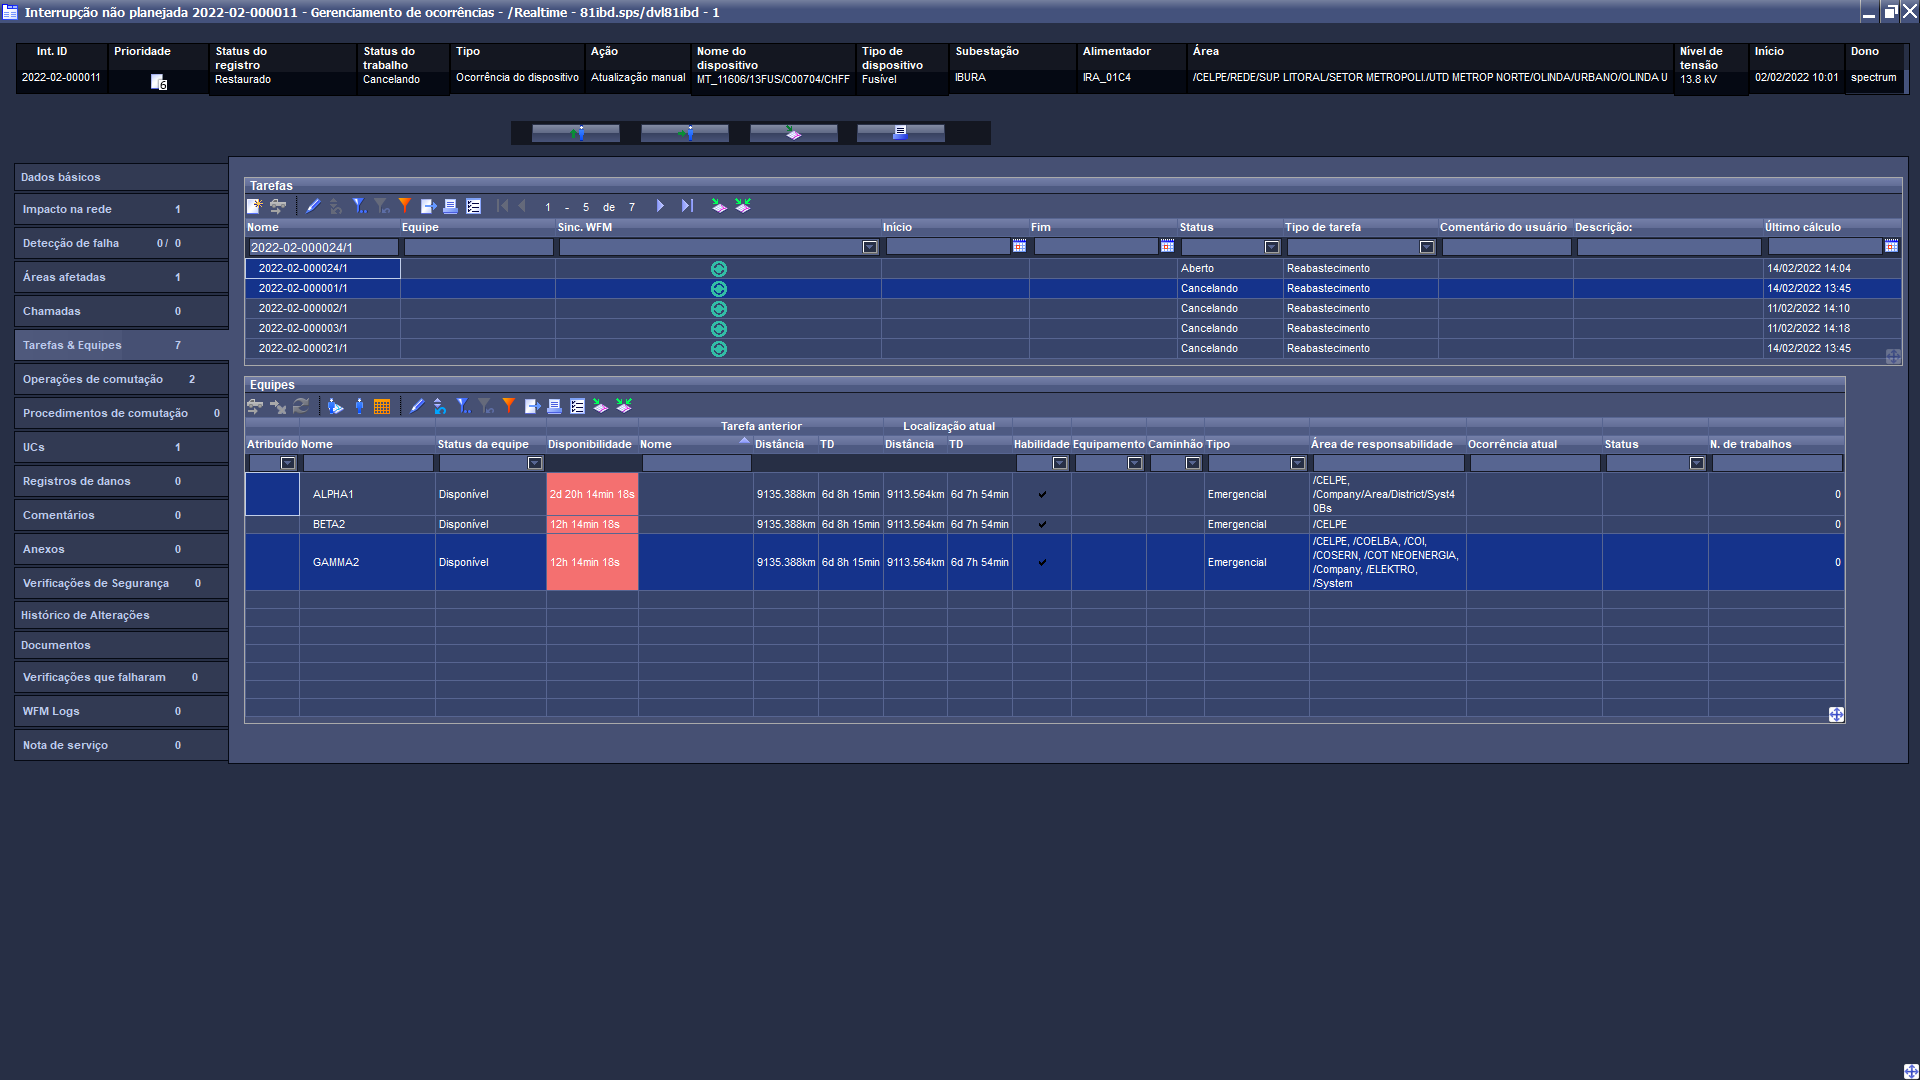 Interrupção não planejada 2022-02-000011 - Gerenciamento de ocorrências - /Realtime - 81ibd.sps/dvl81ibd - 1
Int. ID Prioridade Status do registro Status do trabalho Tipo Ação Nome do dispositivo Tipo de dispositivo Subestação Alimentador Área Nível de tensão Início Dono
2022-02-000011 6 Restaurado Cancelando Ocorrência do dispositivo Atualização manual MT_11606/13FUS/C00704/CHFF Fusível IBURA IRA_01C4 /CELPE/REDE/SUP. LITORAL/SETOR METROPOLI./UTD METROP NORTE/OLINDA/URBANO/OLINDA U 13.8 kV 02/02/2022 10:01 spectrum
Dados básicos
Impacto na rede 1
Detecção de falha 0 / 0
Áreas afetadas 1
Chamadas 0
Tarefas & Equipes 7
Operações de comutação 2
Procedimentos de comutação 0
UCs 1
Registros de danos 0
Comentários 0
Anexos 0
Verificações de Segurança 0
Histórico de Alterações
Documentos
Verificações que falharam 0
WFM Logs 0
Nota de serviço 0
Tarefas
1 - 5 de 7
Nome Equipe Sinc. WFM Início Fim Status Tipo de tarefa Comentário do usuário Descrição: Último cálculo
2022-02-000024/1
2022-02-000024/1 Aberto Reabastecimento 14/02/2022 14:04
2022-02-000001/1 Cancelando Reabastecimento 14/02/2022 13:45
2022-02-000002/1 Cancelando Reabastecimento 11/02/2022 14:10
2022-02-000003/1 Cancelando Reabastecimento 11/02/2022 14:18
2022-02-000021/1 Cancelando Reabastecimento 14/02/2022 13:45
Equipes
Tarefa anterior Localização atual
Atribuído Nome Status da equipe Disponibilidade Nome Distância TD Distância TD Habilidade Equipamento Caminhão Tipo Área de responsabilidade Ocorrência atual Status N. de trabalhos
ALPHA1 Disponível 2d 20h 14min 18s 9135.388km 6d 8h 15min 9113.564km 6d 7h 54min Emergencial /CELPE, /Company/Area/District/Syst4 0Bs 0
BETA2 Disponível 12h 14min 18s 9135.388km 6d 8h 15min 9113.564km 6d 7h 54min Emergencial /CELPE 0
GAMMA2 Disponível 12h 14min 18s 9135.388km 6d 8h 15min 9113.564km 6d 7h 54min Emergencial /CELPE, /COELBA, /COI, /COSERN, /COT NEOENERGIA, /Company, /ELEKTRO, /System 0